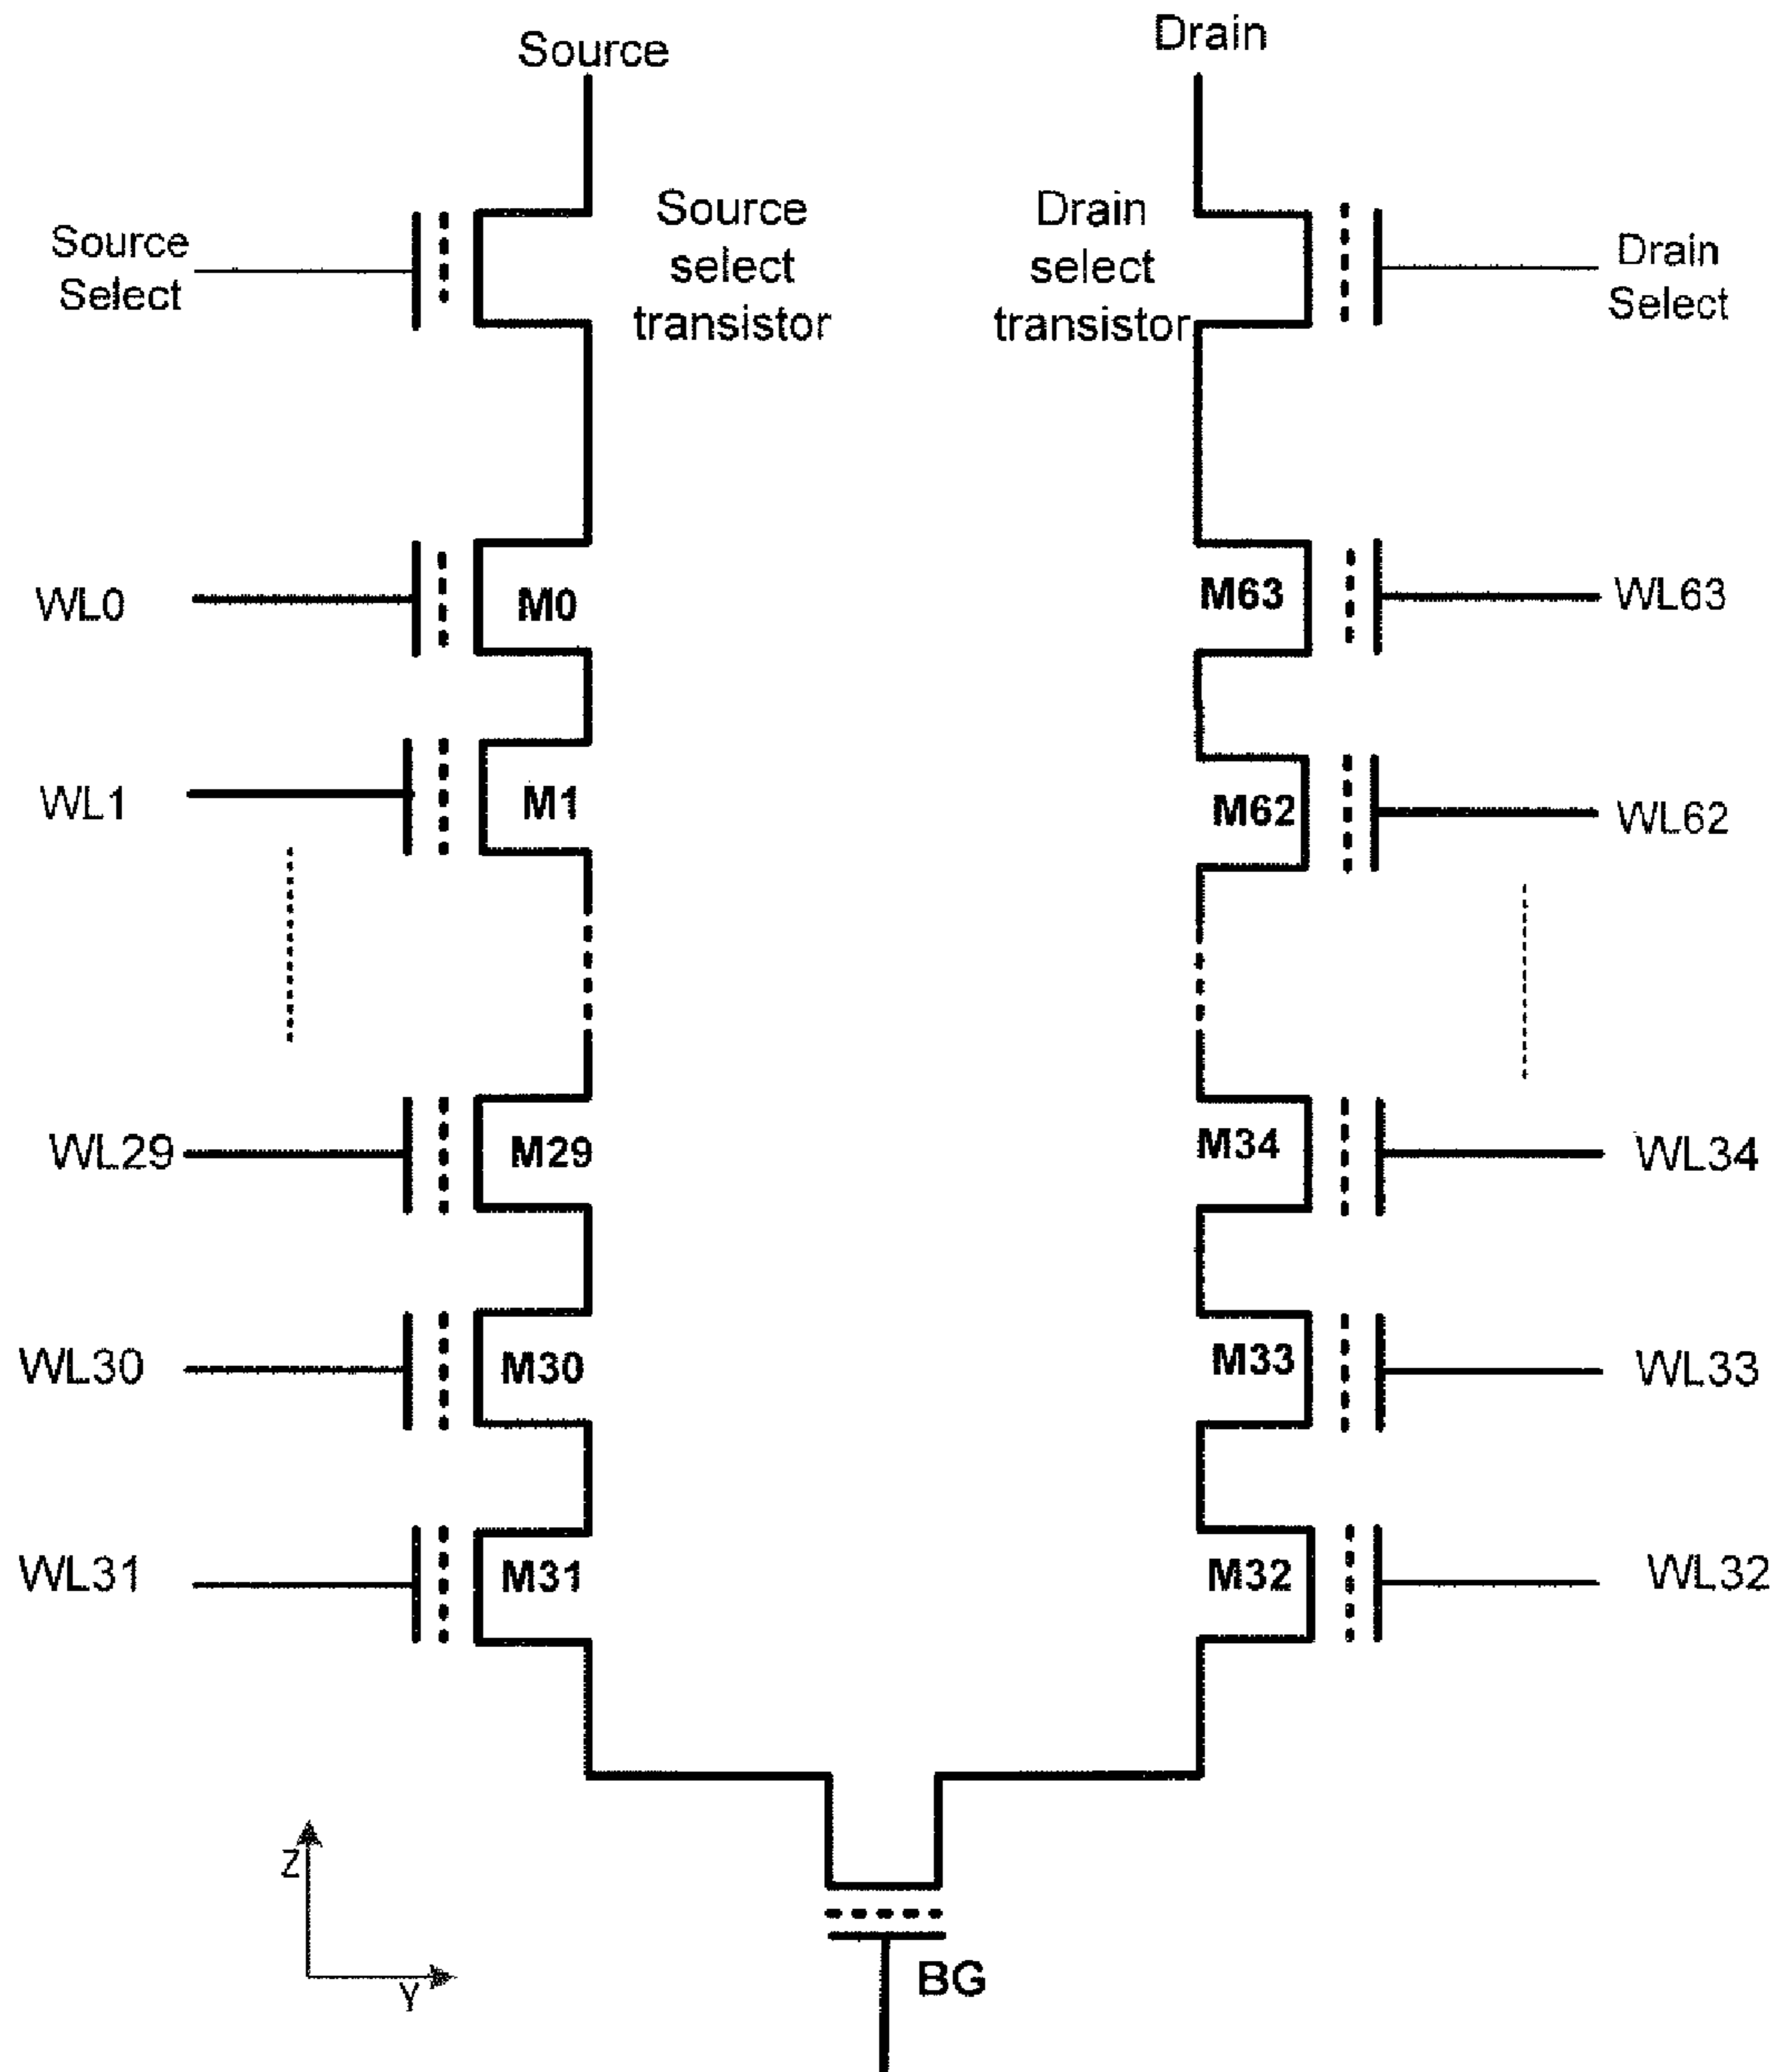 Source
Drain
Source
Select
Source
select
transistor
Drain
select
transistor
Drain
Select
WL0
M0
M63
WL63
WL1
M1
M62
WL62
WL29
M29
M34
WL34
WL30
M30
M33
WL33
WL31
M31
M32
WL32
Z
Y
BG